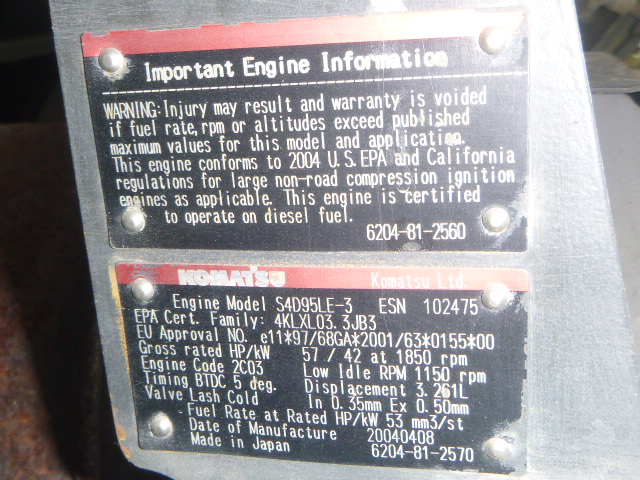 Important Engine Information
WARNING: Injury may result and warranty is voided
if fuel rate, rpm or altitudes exceed published
maximum values for this model and application.
This engine conforms to 2004 U.S. EPA and California
regulations for large non-road compression ignition
engines as applicable. This engine is certified
to operate on diesel fuel.
6204-81-2560
KOMATSU Komatsu Ltd.
Engine Model S4D95LE-3 ESN 102475
EPA Cert. Family: 4KLXL03.3JB3
EU Approval NO. e11*97/68GA*2001/63*0155*00
Gross rated HP/kW 57 / 42 at 1850 rpm
Engine Code 2C03 Low Idle RPM 1150 rpm
Timing BTDC 5 deg. Displacement 3.261L
Valve Lash Cold In 0.35mm Ex 0.50mm
Fuel Rate at Rated HP/kW 53 mm3/st
Date of Manufacture 20040408
Made in Japan 6204-81-2570